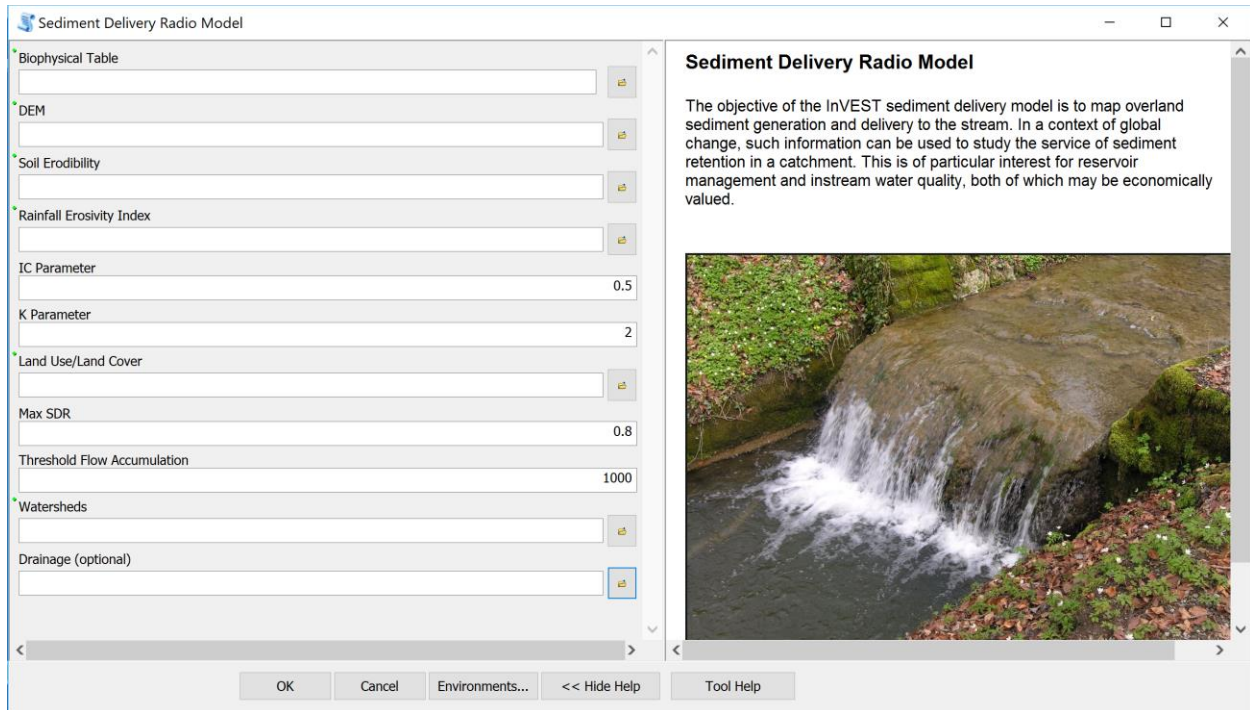 Sediment Delivery Radio Model
Biophysical Table
DEM
Soil Erodibility
Rainfall Erosivity Index
IC Parameter
0.5
K Parameter
2
Land Use/Land Cover
Max SDR
0.8
Threshold Flow Accumulation
1000
Watersheds
Drainage (optional)
Sediment Delivery Radio Model
The objective of the InVEST sediment delivery model is to map overland
sediment generation and delivery to the stream. In a context of global
change, such information can be used to study the service of sediment
retention in a catchment. This is of particular interest for reservoir
management and instream water quality, both of which may be economically
valued.
OK
Cancel
Environments...
<< Hide Help
Tool Help